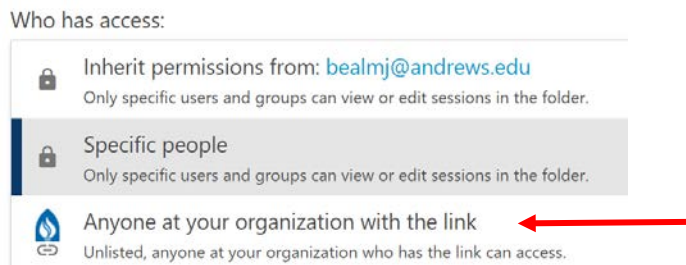 Who has access:
Inherit permissions from: bealmj@andrews.edu
Only specific users and groups can view or edit sessions in the folder.
Specific people
Only specific users and groups can view or edit sessions in the folder.
Anyone at your organization with the link
Unlisted, anyone at your organization who has the link can access.